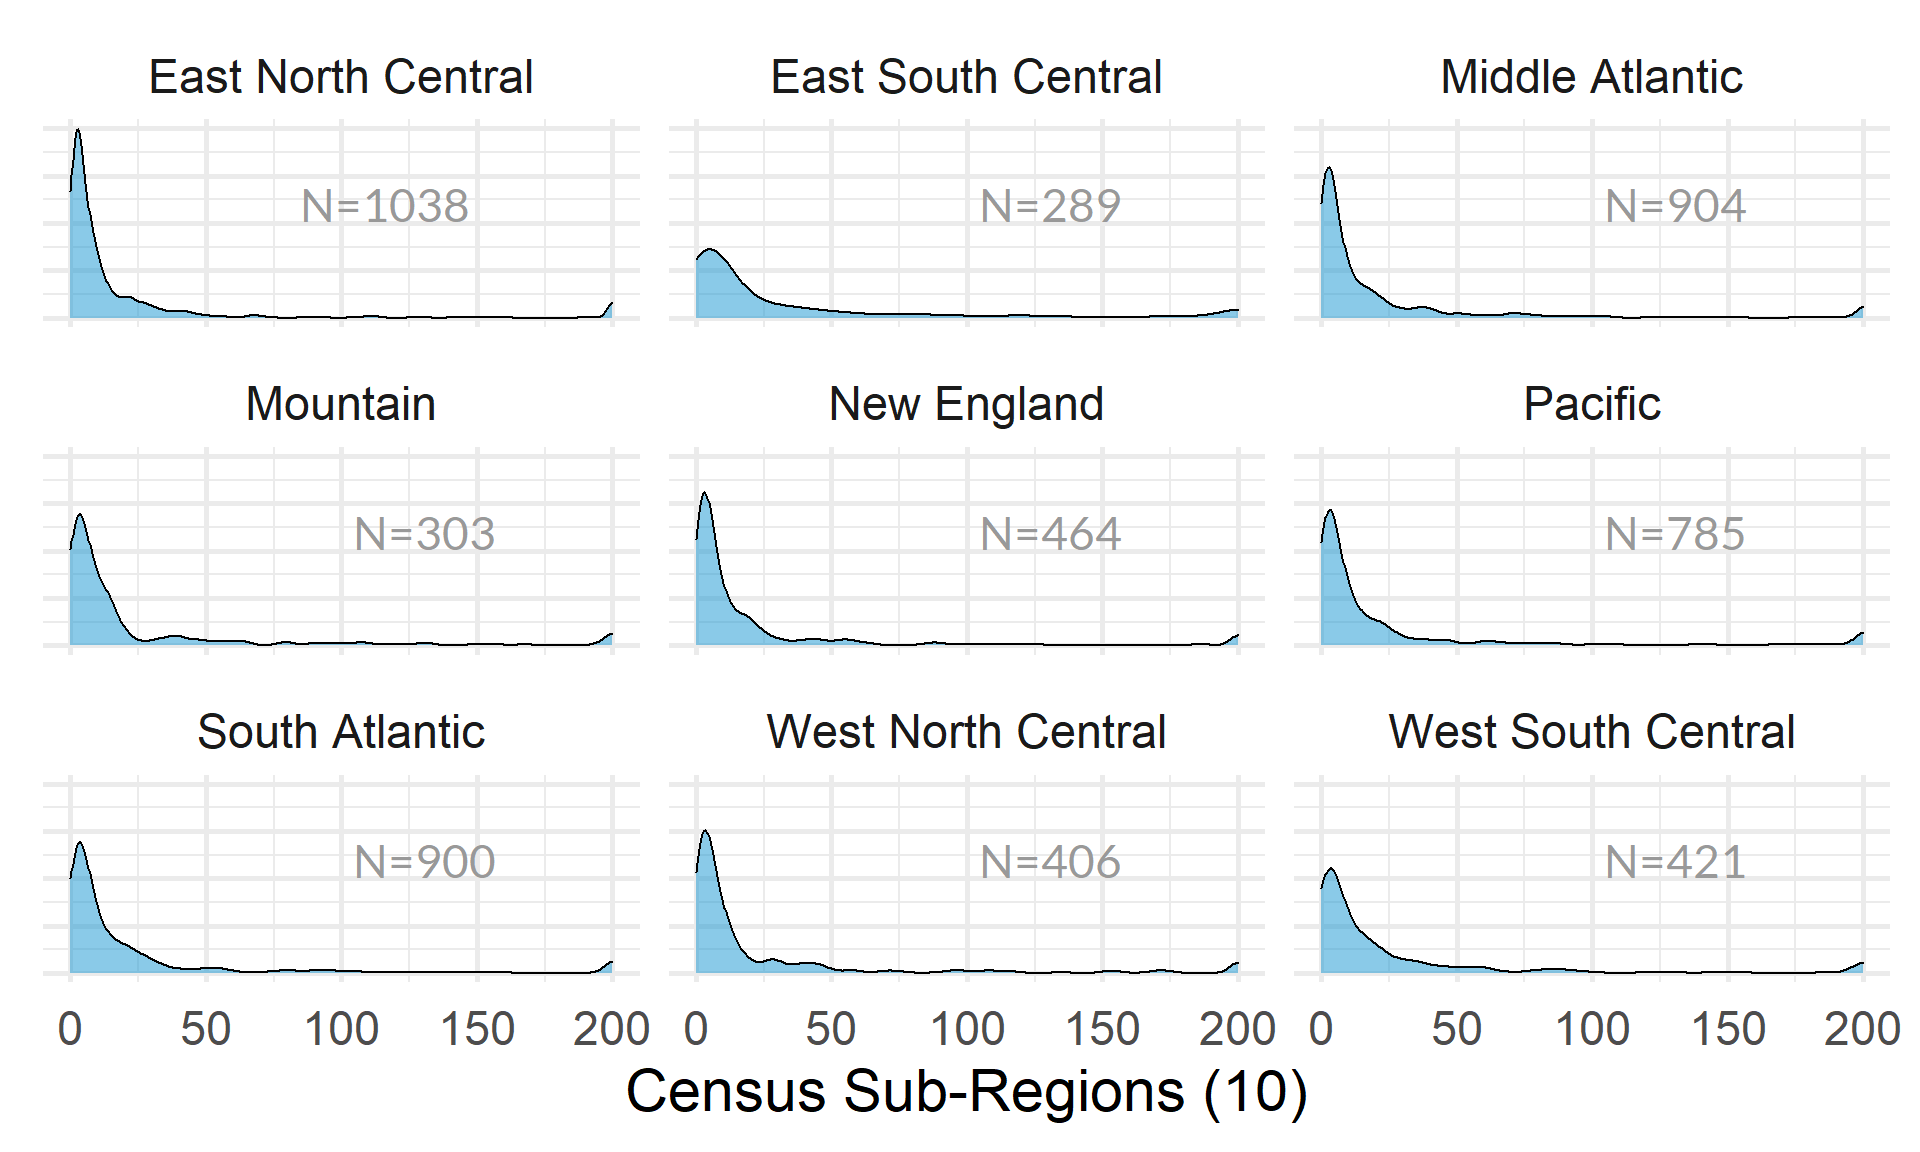 East North Central East South Central Middle Atlantic
N=1038 N=289 N=904
Mountain New England Pacific
N=303 N=464 N=785
South Atlantic West North Central West South Central
N=900 N=406 N=421
0 50 100 150 200 0 50 100 150 200 0 50 100 150 200
Census Sub-Regions (10)